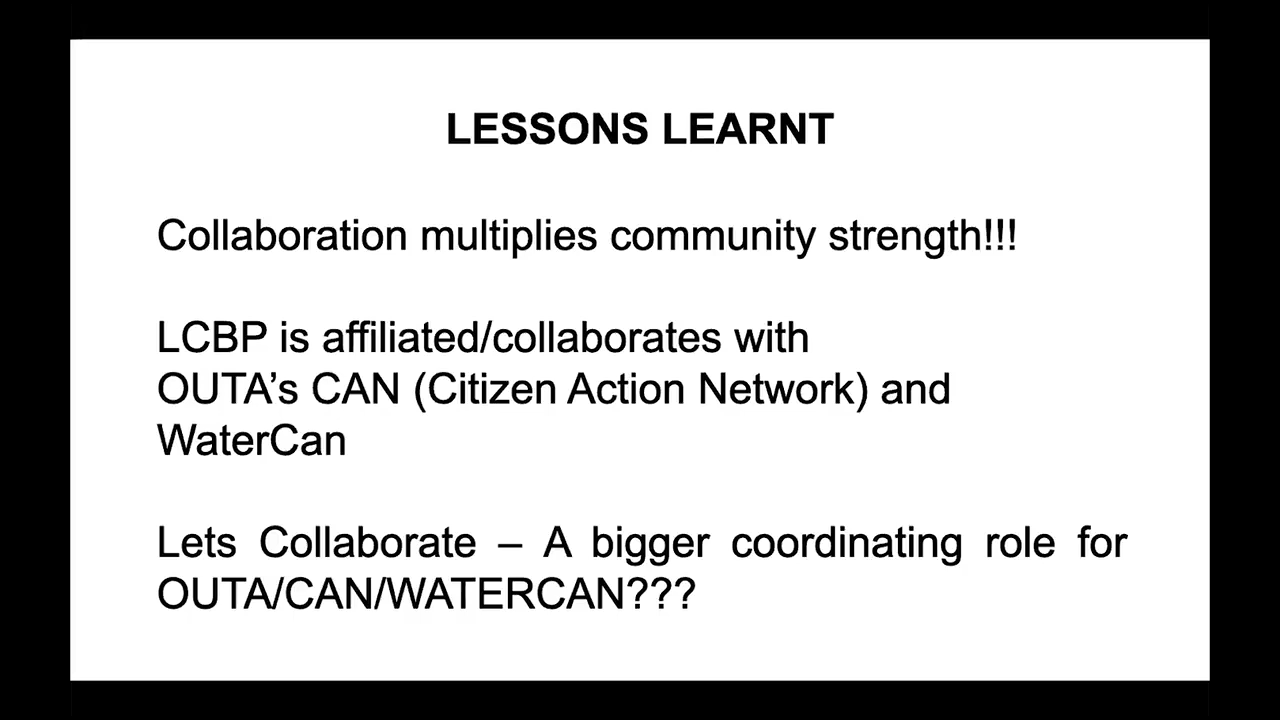 LESSONS LEARNT
Collaboration multiplies community strength!!!
LCBP is affiliated/collaborates with
OUTA’s CAN (Citizen Action Network) and
WaterCan
Lets Collaborate – A bigger coordinating role for
OUTA/CAN/WATERCAN???